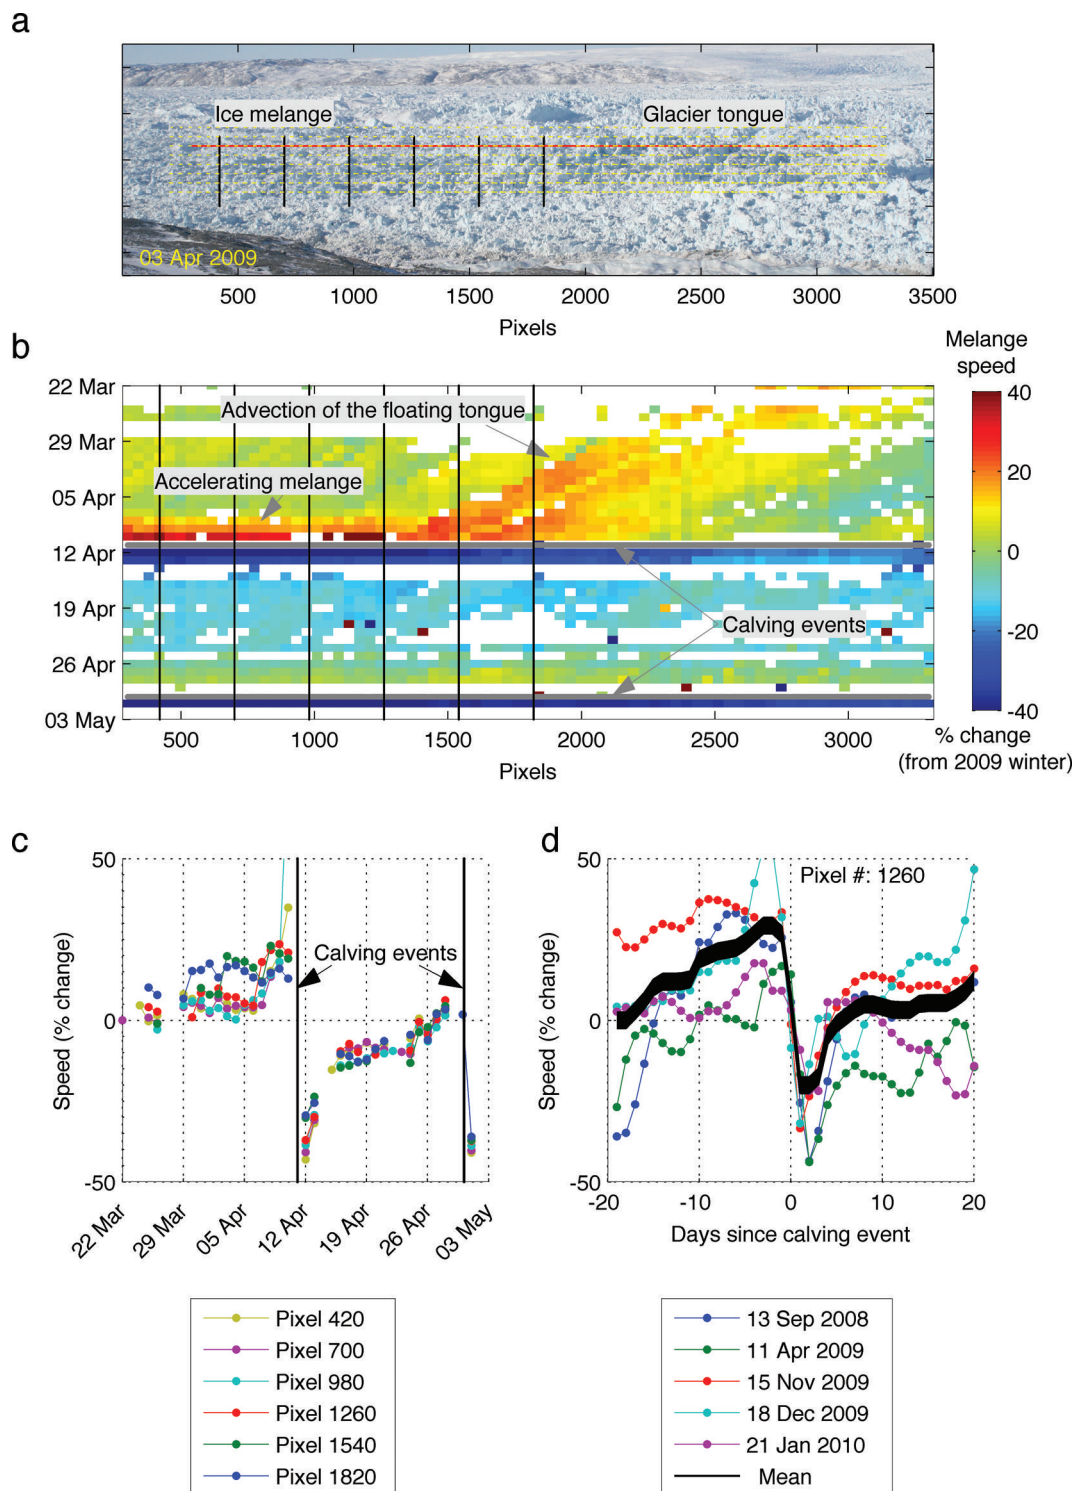 a
Ice melange
Glacier tongue
03 Apr 2009
500 1000 1500 2000 2500 3000 3500
Pixels
b
Melange
speed
22 Mar
29 Mar
05 Apr
12 Apr
19 Apr
26 Apr
03 May
Advection of the floating tongue
Accelerating melange
Calving events
40
20
0
-20
-40
500 1000 1500 2000 2500 3000
Pixels
% change
(from 2009 winter)
c
50
0
-50
Speed (% change)
Calving events
22 Mar 29 Mar 05 Apr 12 Apr 19 Apr 26 Apr 03 May
d
50
0
-50
Speed (% change)
Pixel #: 1260
-20 -10 0 10 20
Days since calving event
Pixel 420
Pixel 700
Pixel 980
Pixel 1260
Pixel 1540
Pixel 1820
13 Sep 2008
11 Apr 2009
15 Nov 2009
18 Dec 2009
21 Jan 2010
Mean